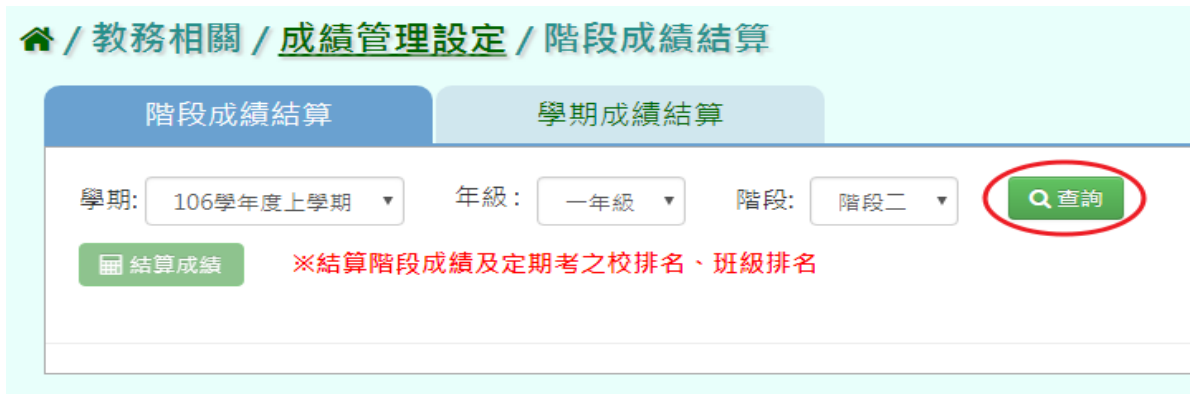 / 教務相關 / 成績管理設定 / 階段成績結算
階段成績結算 學期成績結算
學期: 106學年度上學期 年級: 一年級 階段: 階段二 查詢
結算成績 ※結算階段成績及定期考之校排名、班級排名